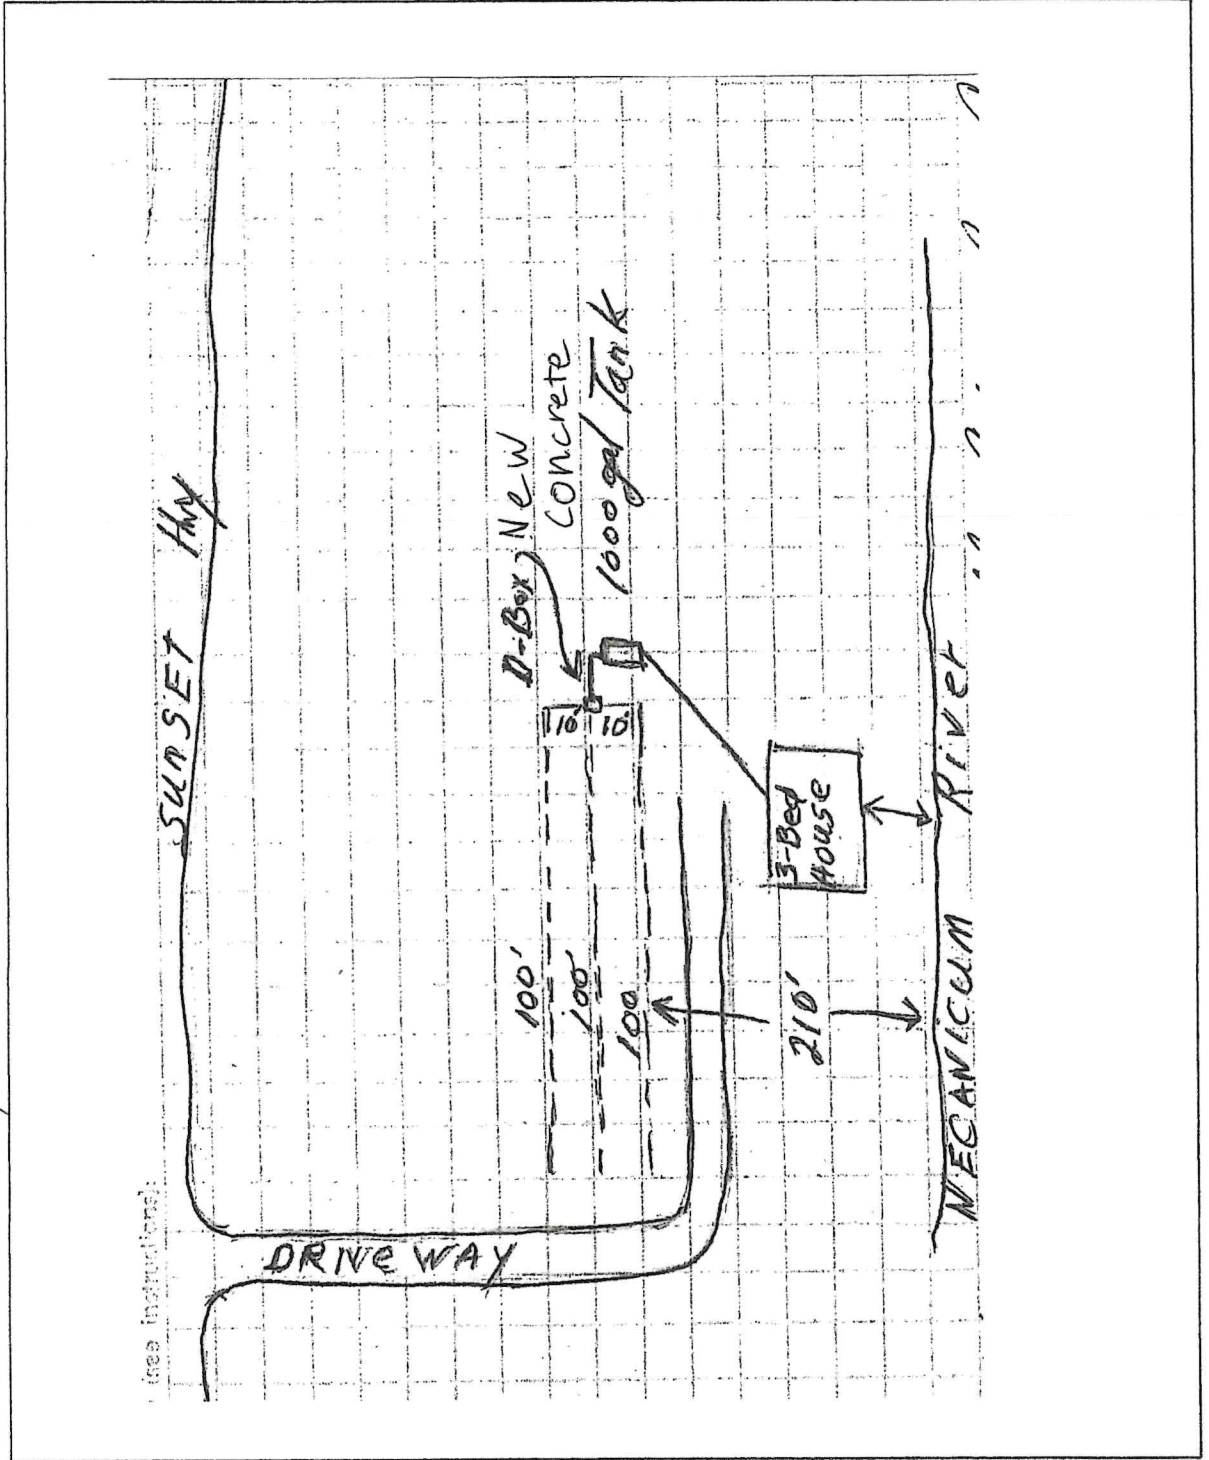 (see instructions):
SUNSET Hwy
D-Box, New
Concrete
1000 gal Tank
10'
10'
100'
100'
100
3-Bed
House
210'
DRIVEWAY
NECANICUM River